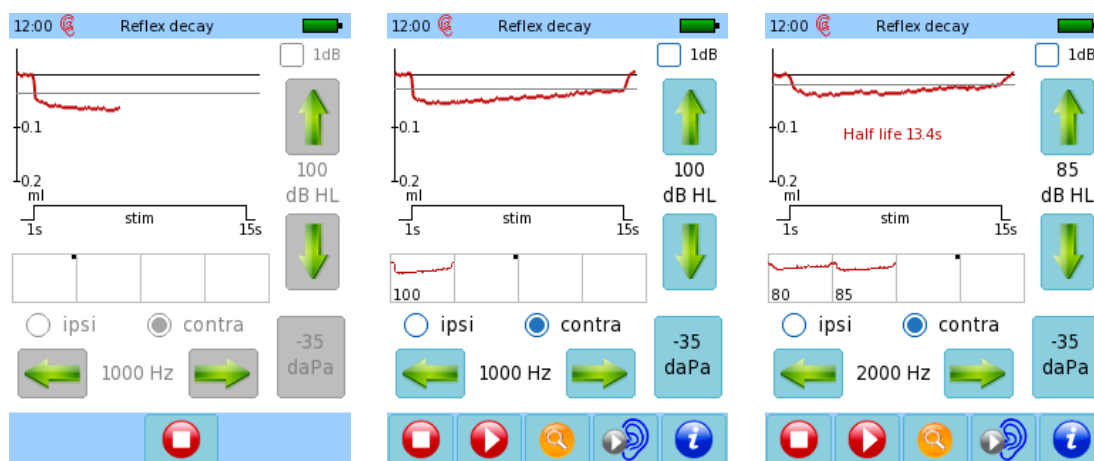 12:00 Reflex decay
1dB
0.1
100
dB HL
0.2
ml
stim
1s 15s
ipsi contra
1000 Hz
-35
daPa
12:00 Reflex decay
1dB
0.1
100
dB HL
0.2
ml
stim
1s 15s
100
ipsi contra
1000 Hz
-35
daPa
i
12:00 Reflex decay
1dB
0.1
Half life 13.4s
85
dB HL
0.2
ml
stim
1s 15s
80 85
ipsi contra
2000 Hz
-35
daPa
i